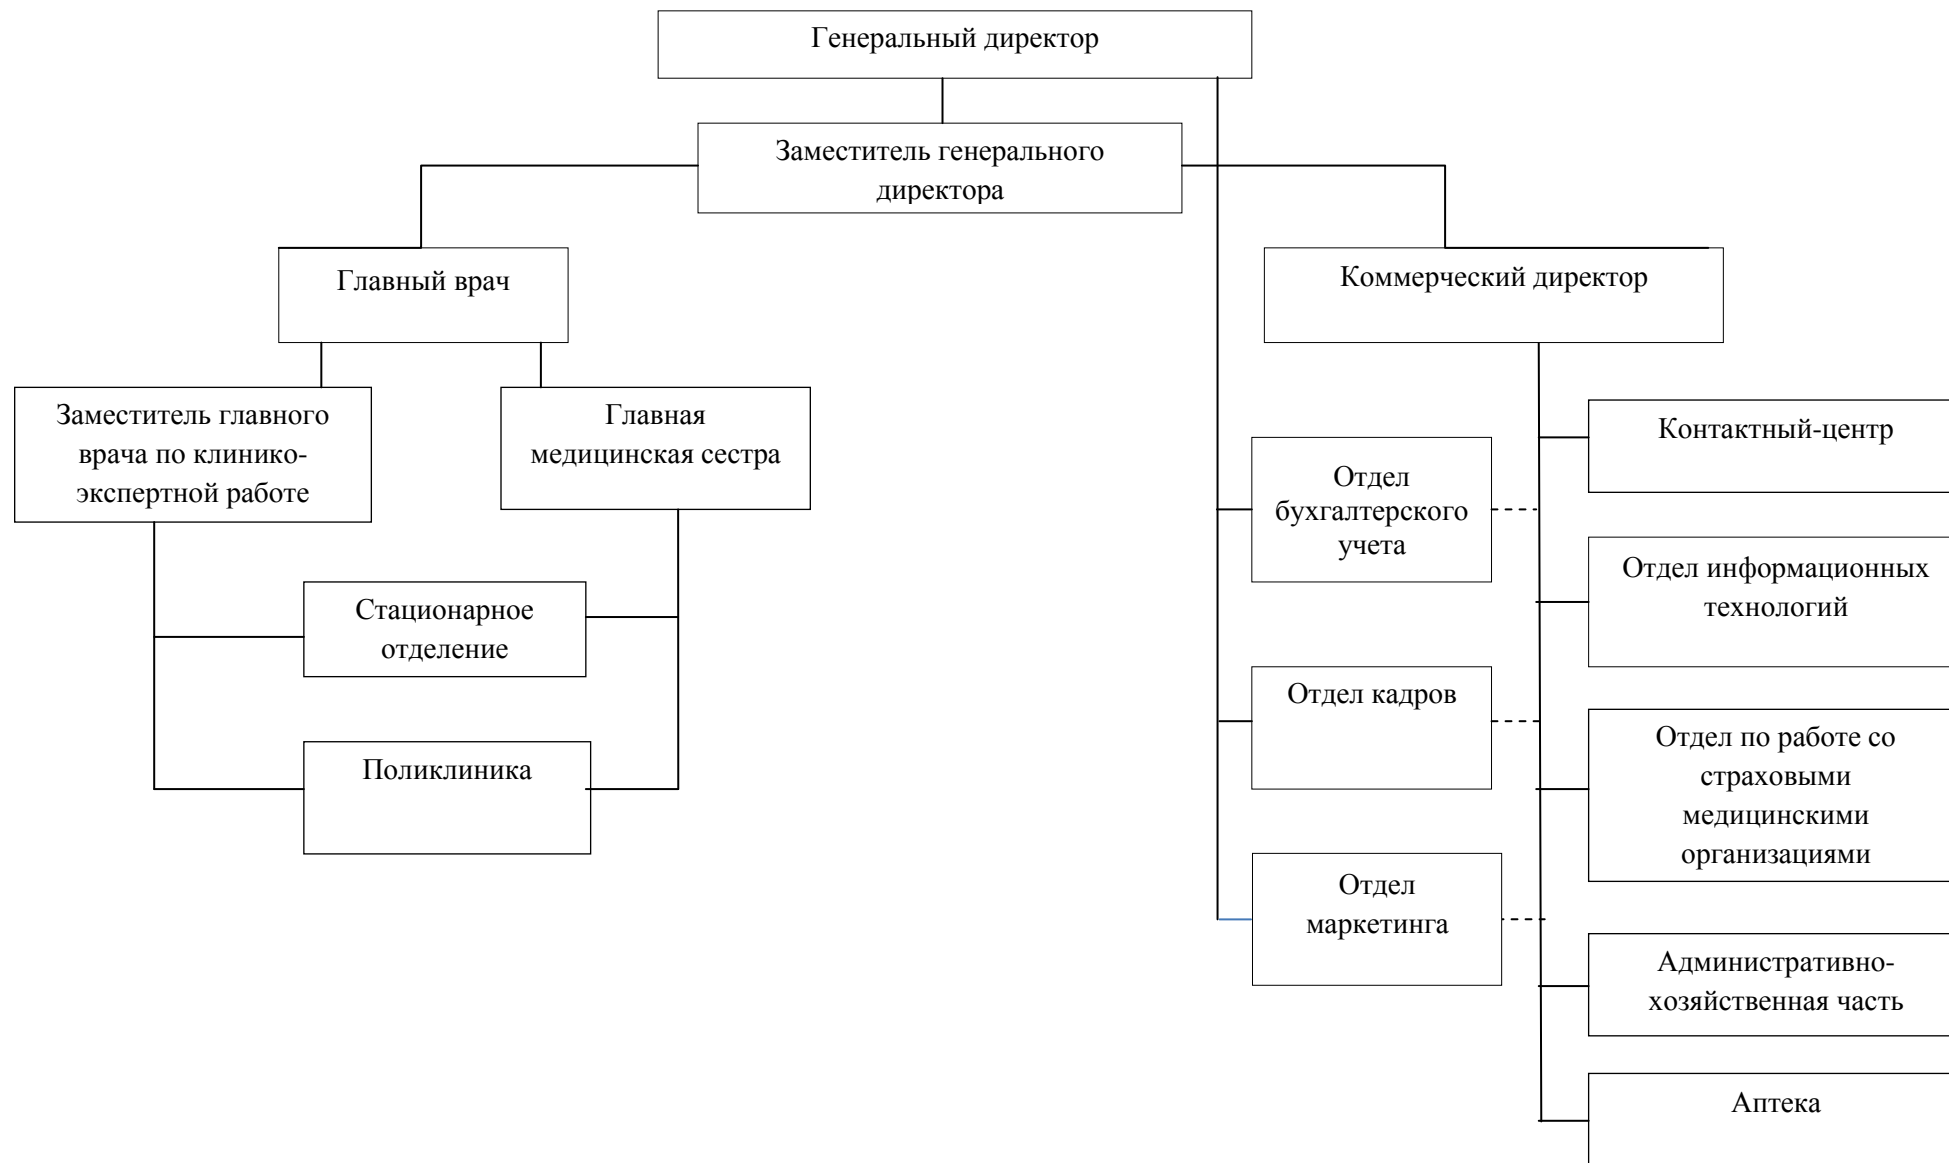 Генеральный директор
Заместитель генерального
директора
Главный врач
Коммерческий директор
Заместитель главного
врача по клинико-
экспертной работе
Главная
медицинская сестра
Контактный-центр
Отдел
бухгалтерского
учета
Отдел информационных
технологий
Стационарное
отделение
Отдел кадров
Отдел по работе со
страховыми
медицинскими
организациями
Поликлиника
Отдел
маркетинга
Административно-
хозяйственная часть
Аптека